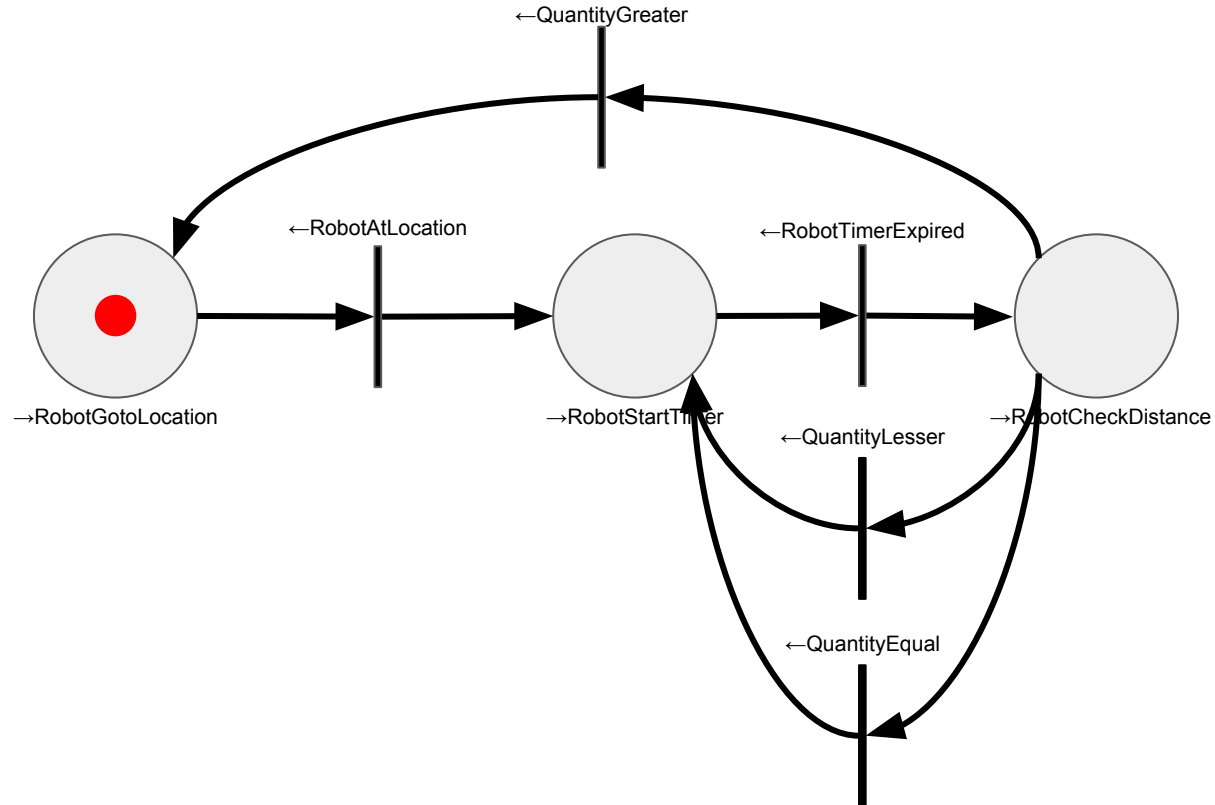 ←QuantityGreater
←RobotAtLocation
←RobotTimerExpired
→RobotGotoLocation
→RobotStartTimer
→RobotCheckDistance
←QuantityLesser
←QuantityEqual